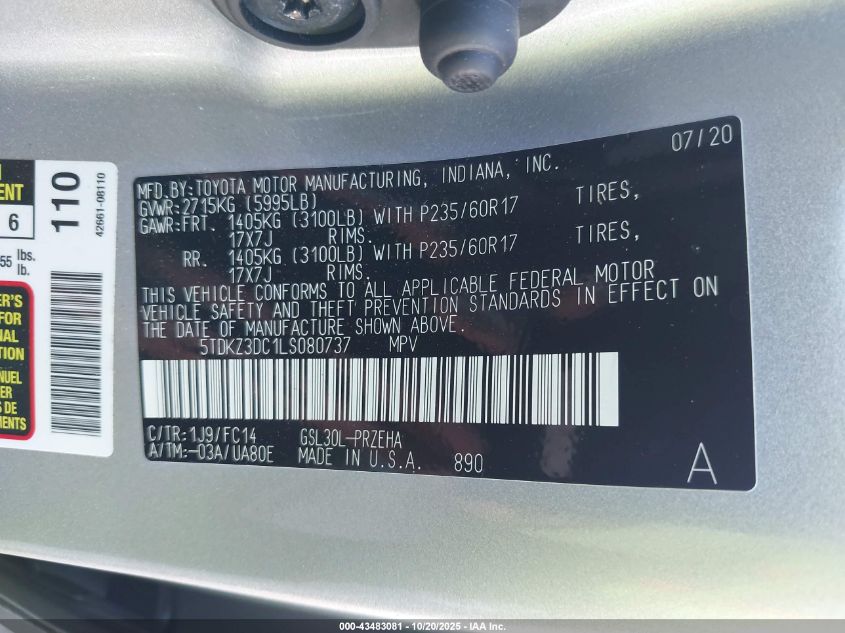 07/20
MFD.BY:TOYOTA MOTOR MANUFACTURING, INDIANA, INC.
GVWR:2715KG (5995LB)
GAWR:FRT. 1405KG (3100LB) WITH P235/60R17 TIRES,
17X7J RIMS.
RR. 1405KG (3100LB) WITH P235/60R17 TIRES,
17X7J RIMS.
THIS VEHICLE CONFORMS TO ALL APPLICABLE FEDERAL MOTOR
VEHICLE SAFETY AND THEFT PREVENTION STANDARDS IN EFFECT ON
THE DATE OF MANUFACTURE SHOWN ABOVE.
5TDKZ3DC1LS080737 MPV
C/TR:1J9/FC14 GSL30L-PRZEHA
A/TM:-03A/UA80E MADE IN U.S.A. 890
A
110
42661-08110
6
lbs.
lb.
FOR
DE
000-43483081 - 10/20/2025 - IAA Inc.